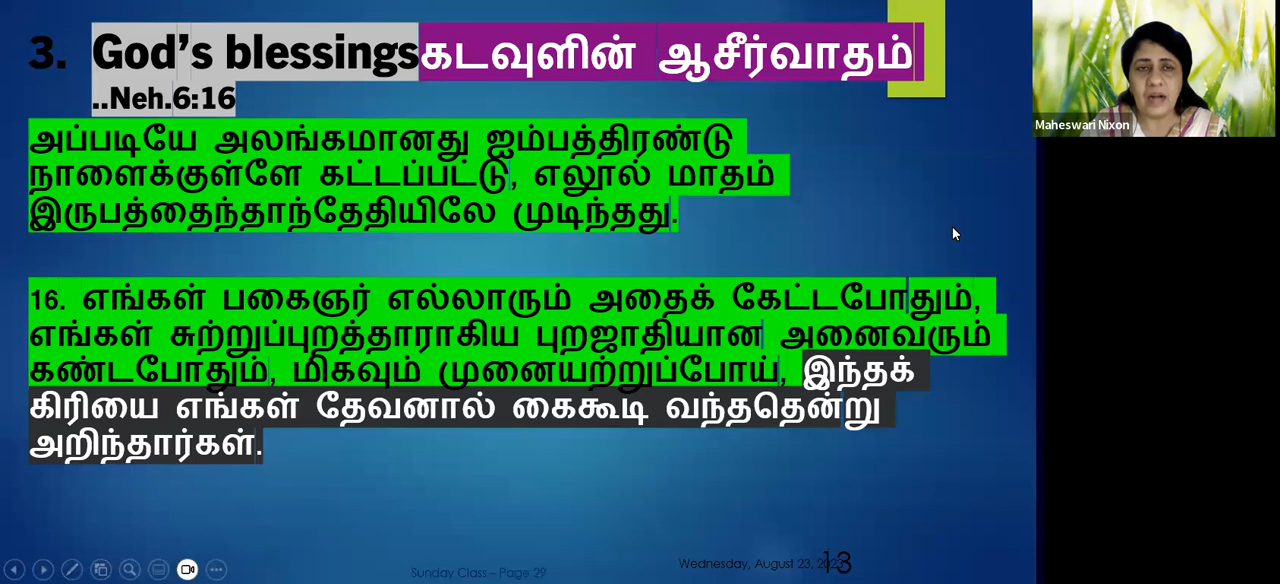 3. God's blessingsகடவுளின் ஆசீர்வாதம்
..Neh.6:16
அப்படியே அலங்கமானது ஐம்பத்திரண்டு
நாளைக்குள்ளே கட்டப்பட்டு, எலூல் மாதம்
இருபத்தைந்தாந்தேதியிலே முடிந்தது.
16. எங்கள் பகைஞர் எல்லாரும் அதைக் கேட்டபோதும்,
எங்கள் சுற்றுப்புறத்தாராகிய புறஜாதியான அனைவரும்
கண்டபோதும், மிகவும் முனையற்றுப்போய், இந்தக்
கிரியை எங்கள் தேவனால் கைகூடி வந்ததென்று
அறிந்தார்கள்.
Maheswari Nixon
Sunday Class – Page 29
Wednesday, August 23,
13